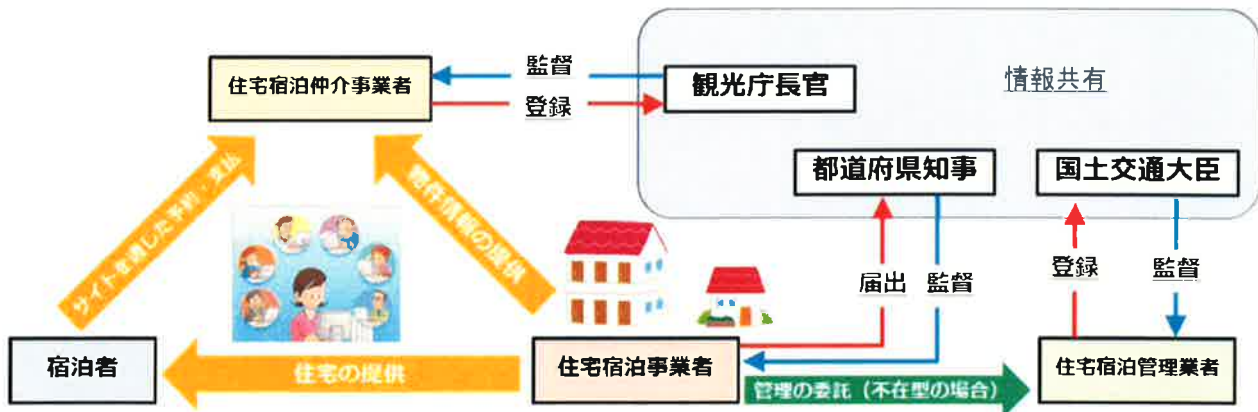 監督
住宅宿泊仲介事業者
観光庁長官
情報共有
登録
都道府県知事
国土交通大臣
サイトを通じた予約・支払
物件情報の提供
届出
監督
登録
監督
宿泊者
住宅の提供
住宅宿泊事業者
住宅宿泊管理業者
管理の委託（不在型の場合）